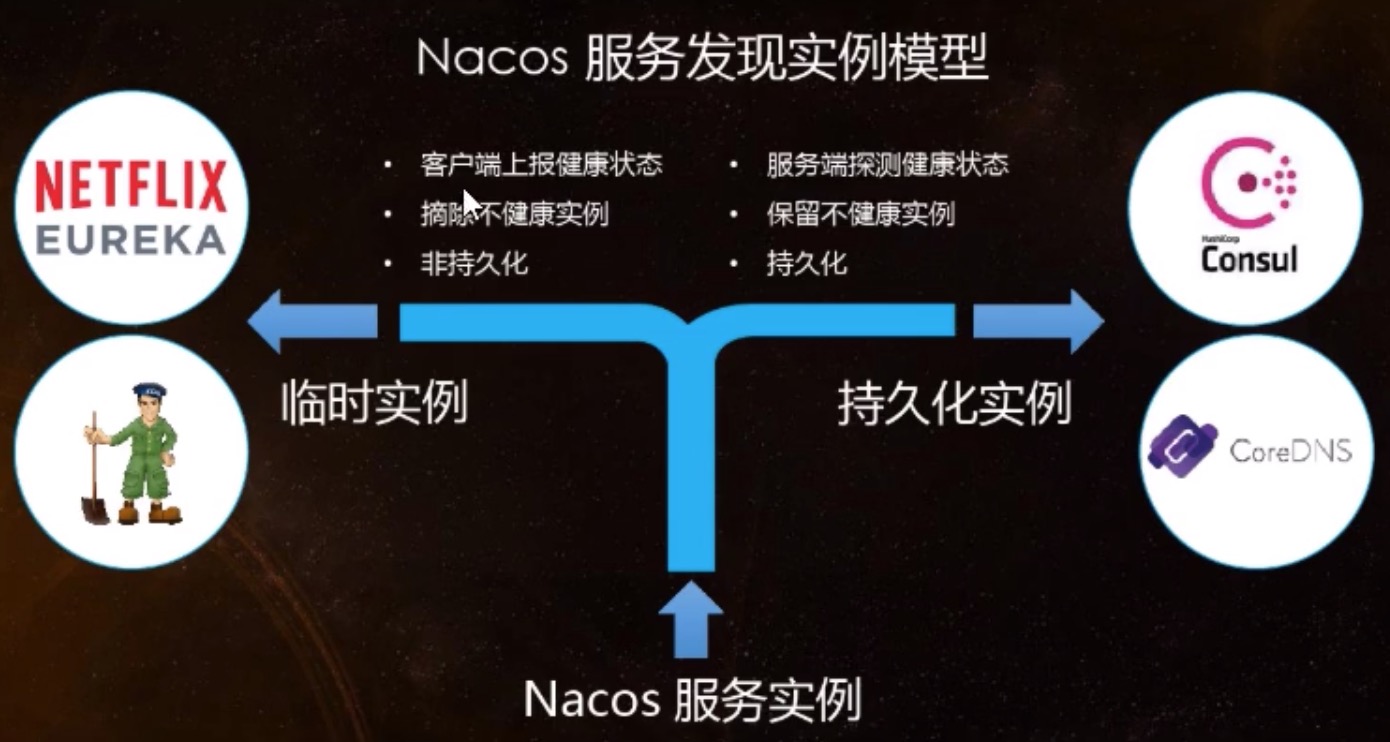 Nacos 服务发现实例模型
NETFLIX
EUREKA
• 客户端上报健康状态
• 摘除不健康实例
• 非持久化
• 服务端探测健康状态
• 保留不健康实例
• 持久化
HashiCorp
Consul
临时实例
持久化实例
CoreDNS
Nacos 服务实例